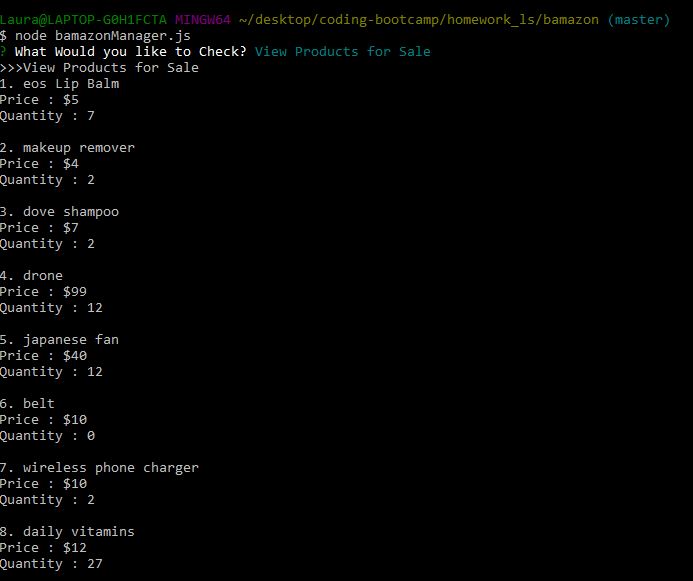 Laura@LAPTOP-G0H1FCTA MINGW64 ~/desktop/coding-bootcamp/homework_ls/bamazon (master)
$ node bamazonManager.js
? What Would you like to Check? View Products for Sale
>>>View Products for Sale
1. eos Lip Balm
Price : $5
Quantity : 7

2. makeup remover
Price : $4
Quantity : 2

3. dove shampoo
Price : $7
Quantity : 2

4. drone
Price : $99
Quantity : 12

5. japanese fan
Price : $40
Quantity : 12

6. belt
Price : $10
Quantity : 0

7. wireless phone charger
Price : $10
Quantity : 2

8. daily vitamins
Price : $12
Quantity : 27